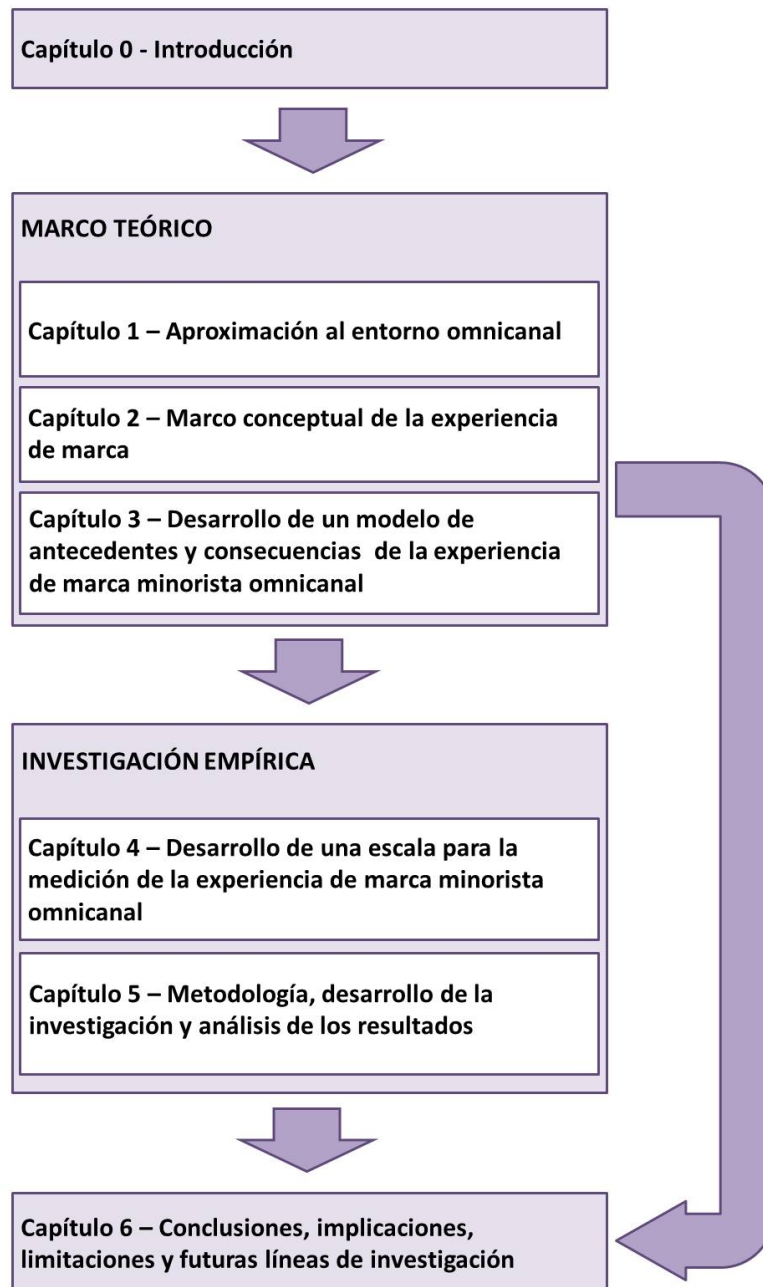 Capítulo 0 - Introducción
MARCO TEÓRICO
Capítulo 1 – Aproximación al entorno omnicanal
Capítulo 2 – Marco conceptual de la experiencia
de marca
Capítulo 3 – Desarrollo de un modelo de
antecedentes y consecuencias de la experiencia
de marca minorista omnicanal
INVESTIGACIÓN EMPÍRICA
Capítulo 4 – Desarrollo de una escala para la
medición de la experiencia de marca minorista
omnicanal
Capítulo 5 – Metodología, desarrollo de la
investigación y análisis de los resultados
Capítulo 6 – Conclusiones, implicaciones,
limitaciones y futuras líneas de investigación